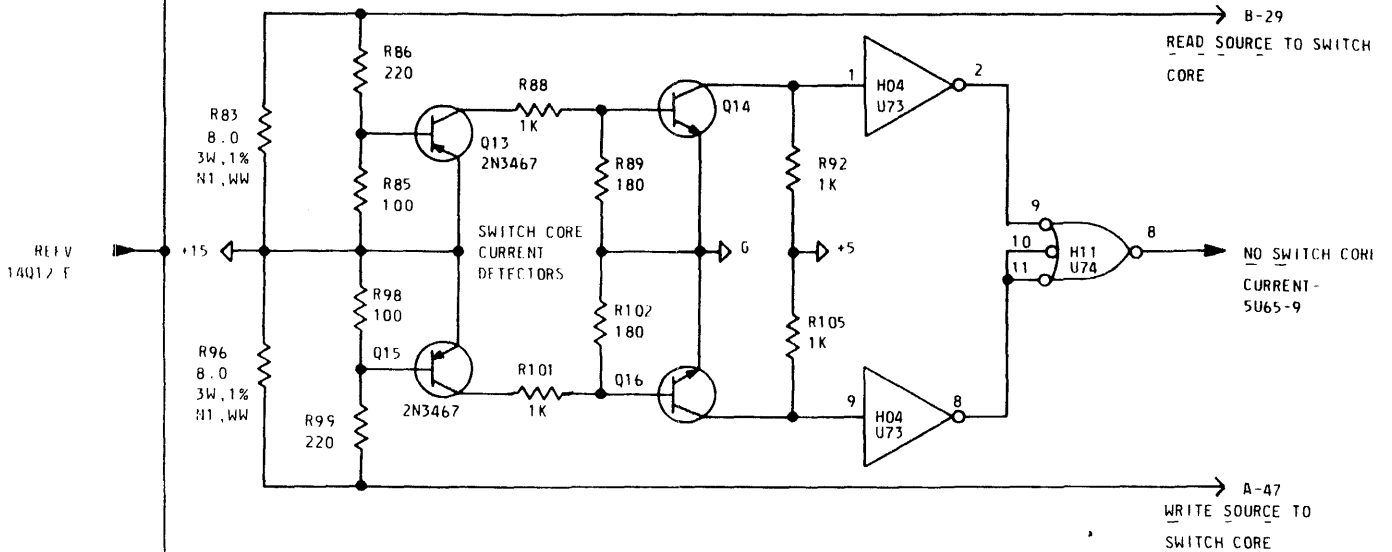 B-29
READ SOURCE TO SWITCH
CORE
R86
220
R88
1K
Q14
1
H04
U73
2
R83
8.0
3W,1%
N1,WW
Q13
2N3467
R89
180
R92
1K
R85
100
9
8
10
H11
U74
11
+15
SWITCH CORE
CURRENT
DETECTORS
G
+5
NO SWITCH CORE
CURRENT-
5U65-9
R98
100
R102
180
R105
1K
R96
8.0
3W,1%
N1,WW
Q15
R101
1K
Q16
2N3467
9
H04
U73
8
R99
220
A-47
WRITE SOURCE TO
SWITCH CORE